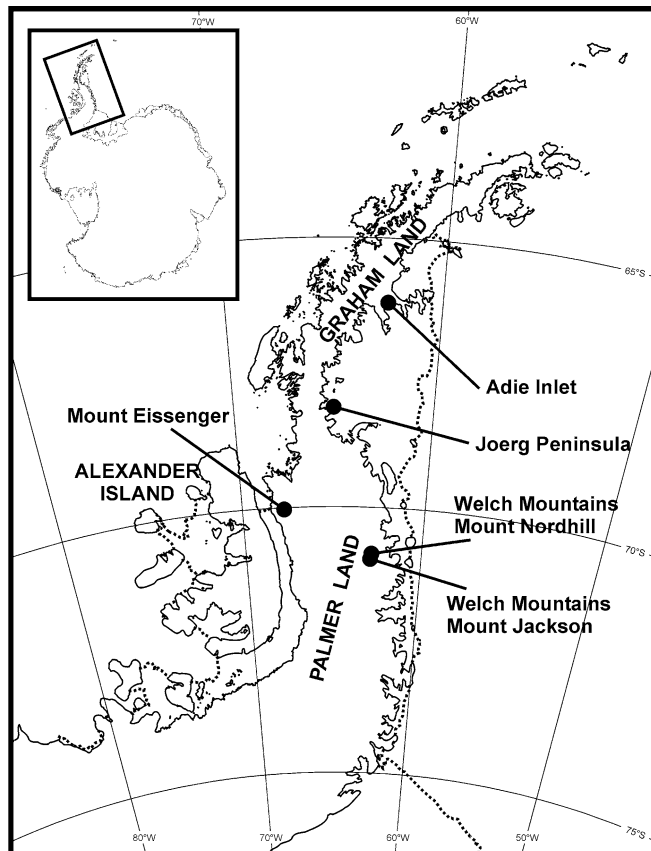 70°W
60°W
65°S
GRAHAM LAND
Adie Inlet
Mount Eissenger
Joerg Peninsula
ALEXANDER
ISLAND
Welch Mountains
Mount Nordhill
70°S
PALMER LAND
Welch Mountains
Mount Jackson
75°S
80°W
70°W
60°W
50°W